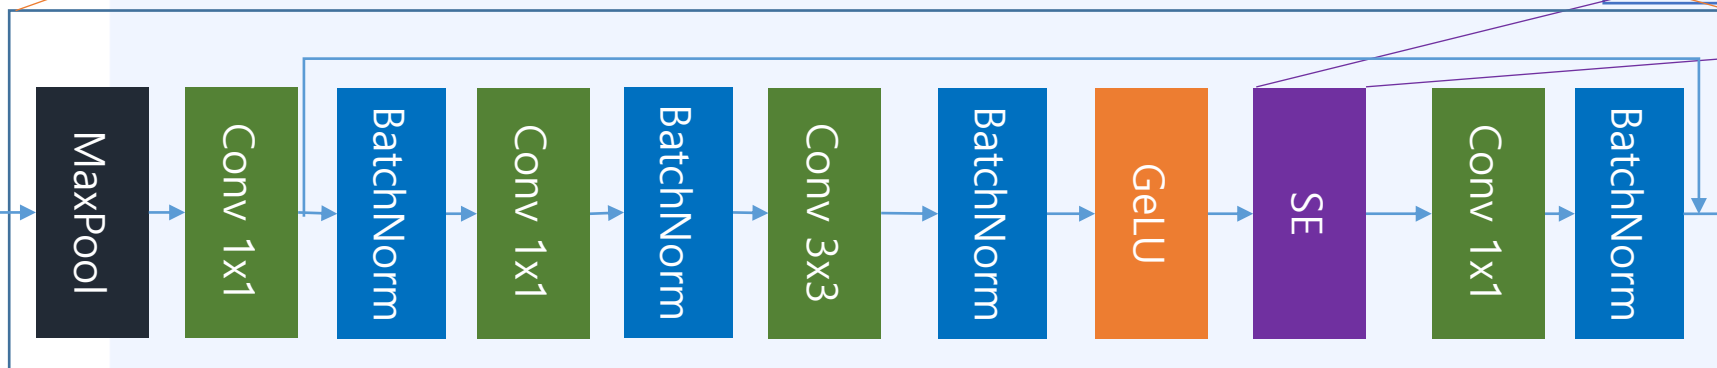 MaxPool
Conv 1x1
BatchNorm
Conv 1x1
BatchNorm
Conv 3x3
BatchNorm
GeLU
SE
Conv 1x1
BatchNorm